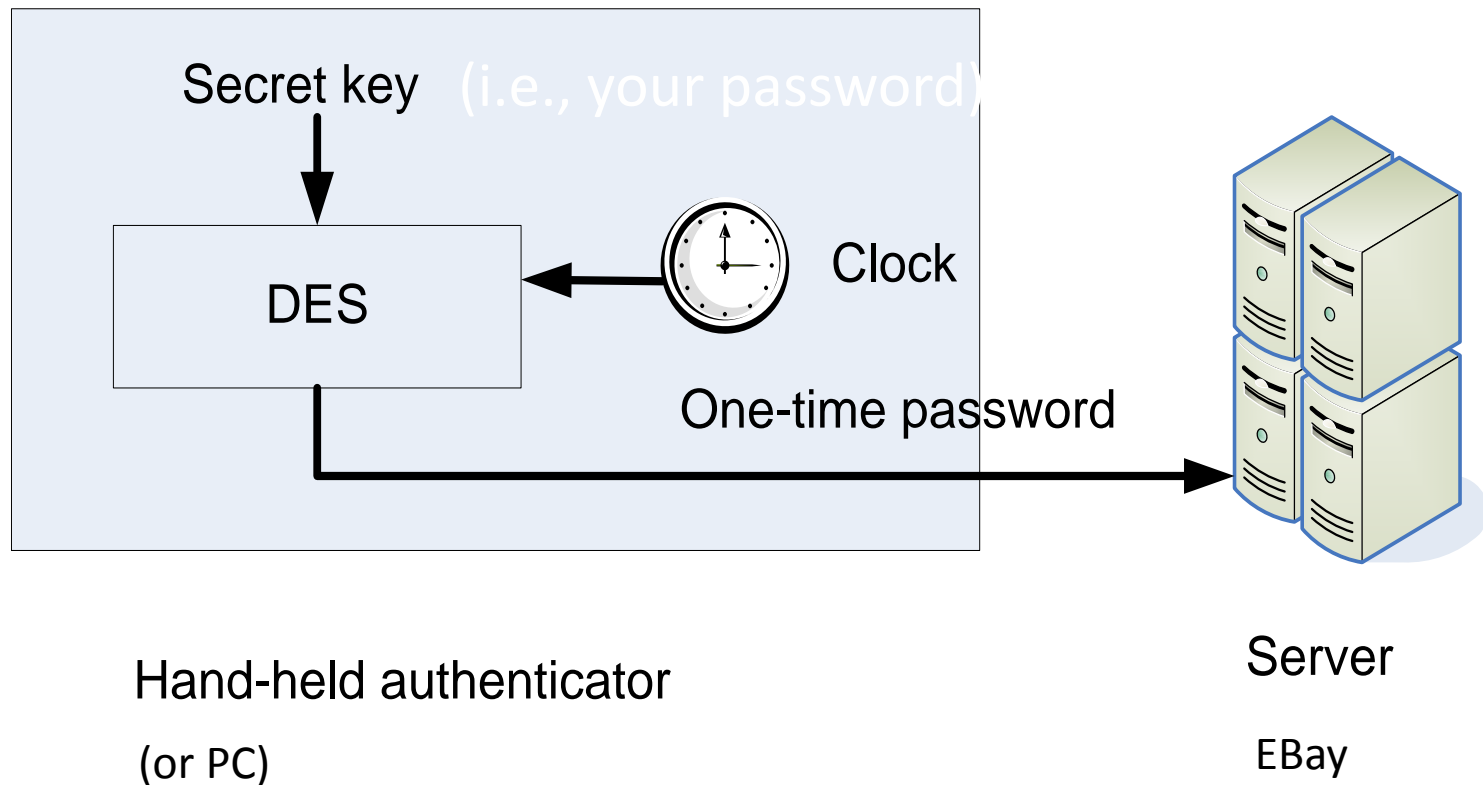 Secret key (i.e., your password)
DES
Clock
One-time password
Hand-held authenticator
(or PC)
Server
EBay